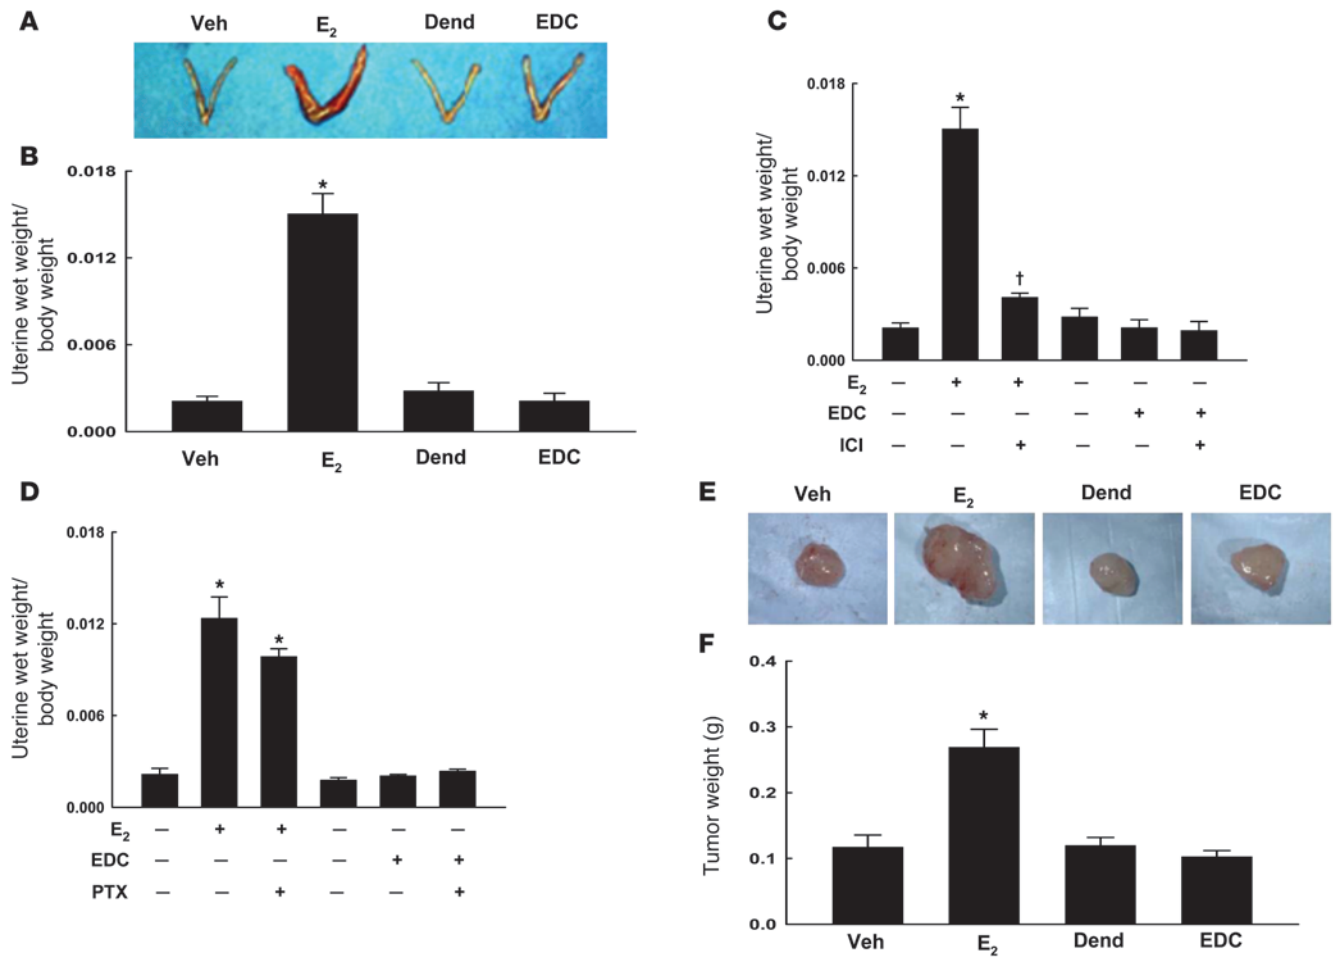 A
Veh E2 Dend EDC
B
Uterine wet weight/
body weight
0.018
0.012
0.006
0.000
*
Veh E2 Dend EDC
C
Uterine wet weight/
body weight
0.018
0.012
0.006
0.000
*
†
E2 – + + – – –
EDC – – – – + +
ICI – – + – – +
D
Uterine wet weight/
body weight
0.018
0.012
0.006
0.000
*
*
E2 – + + – – –
EDC – – – – + +
PTX – – + – – +
E
Veh E2 Dend EDC
F
Tumor weight (g)
0.4
0.3
0.2
0.1
0.0
*
Veh E2 Dend EDC